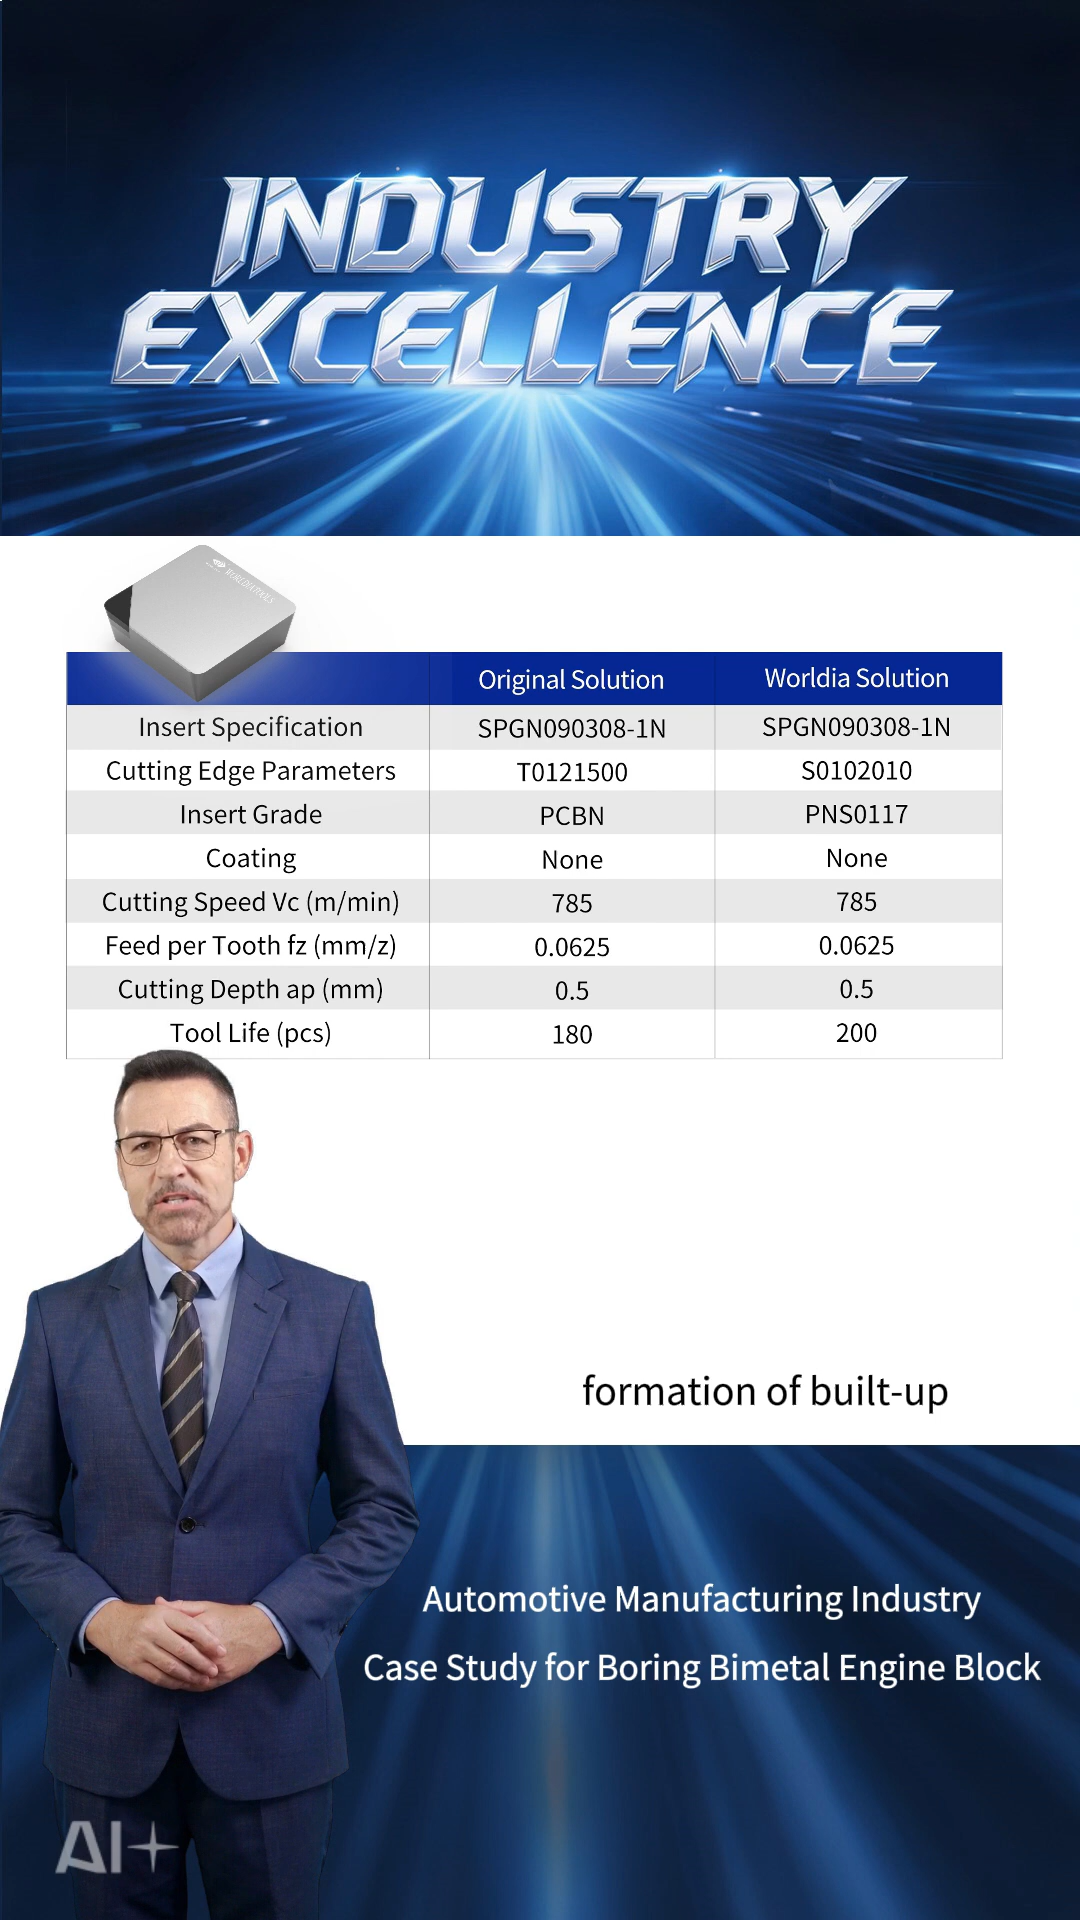 INDUSTRY
EXCELLENCE
WORLDIA TOOLS
Original Solution Worldia Solution
Insert Specification SPGN090308-1N SPGN090308-1N
Cutting Edge Parameters T0121500 S0102010
Insert Grade PCBN PNS0117
Coating None None
Cutting Speed Vc (m/min) 785 785
Feed per Tooth fz (mm/z) 0.0625 0.0625
Cutting Depth ap (mm) 0.5 0.5
Tool Life (pcs) 180 200
formation of built-up
Automotive Manufacturing Industry
Case Study for Boring Bimetal Engine Block
AI+